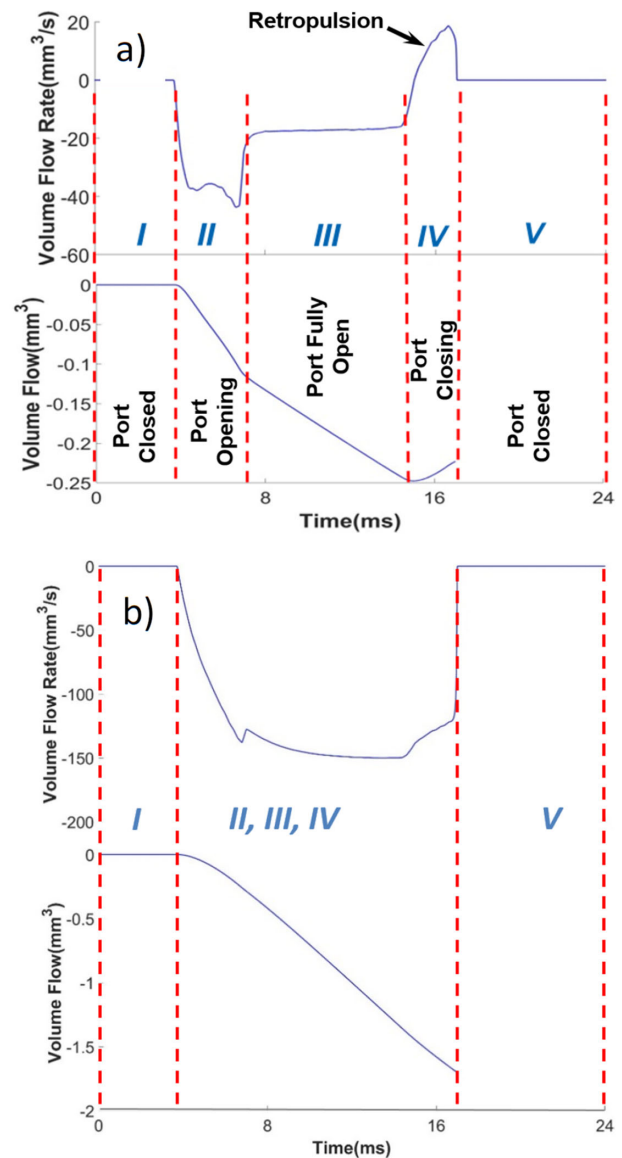 a)
Retropulsion
Volume Flow Rate(mm³/s)
20
0
-20
-40
-60
I
II
III
IV
V
Volume Flow(mm³)
0
-0.05
-0.1
-0.15
-0.2
-0.25
Port
Closed
Port
Opening
Port Fully
Open
Port
Closing
Port
Closed
0
8
16
24
Time(ms)
b)
Volume Flow Rate(mm³/s)
0
-50
-100
-150
-200
I
II, III, IV
V
Volume Flow(mm³)
0
-0.5
-1
-1.5
-2
0
8
16
24
Time(ms)